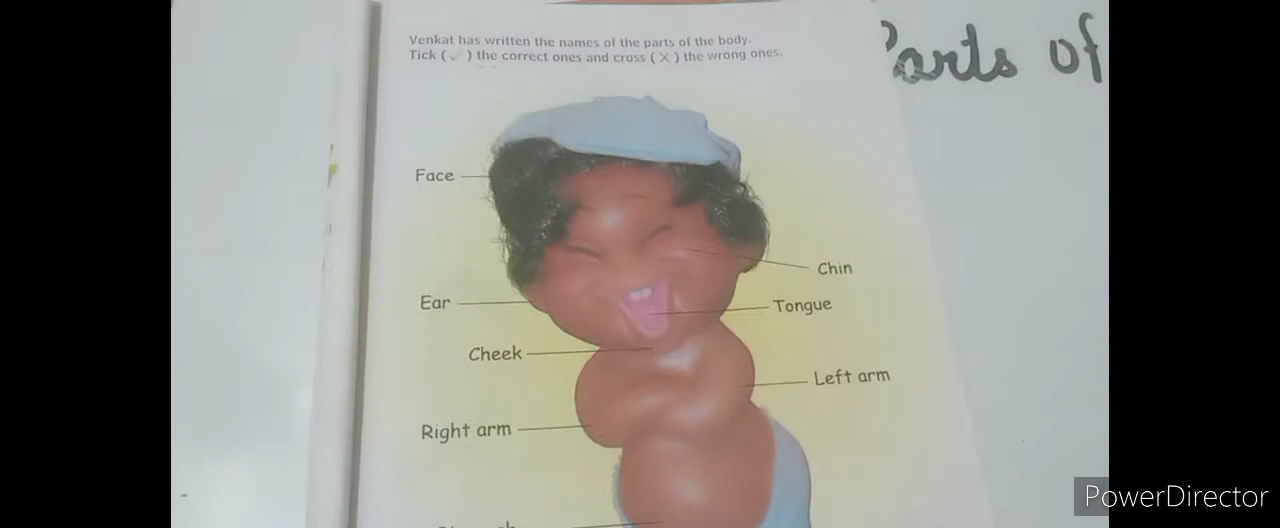 Venkat has written the names of the parts of the body.
Tick (✓) the correct ones and cross (X) the wrong ones.
Parts of
Face
Chin
Ear
Tongue
Cheek
Left arm
Right arm
PowerDirector